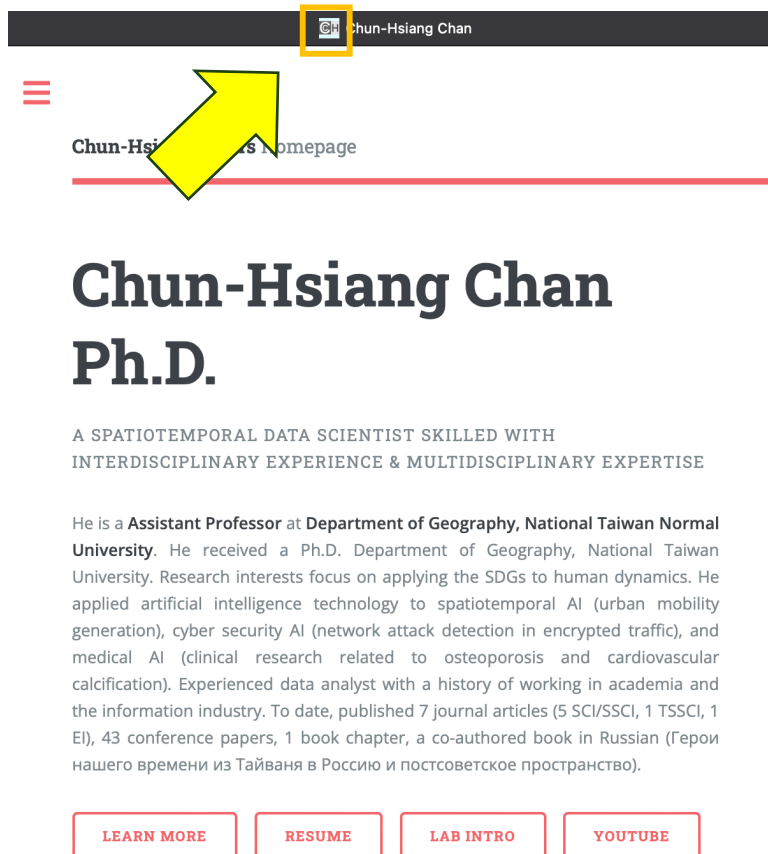 CH Chun-Hsiang Chan
Chun-Hsi s Homepage
Chun-Hsiang Chan
Ph.D.
A SPATIOTEMPORAL DATA SCIENTIST SKILLED WITH
INTERDISCIPLINARY EXPERIENCE & MULTIDISCIPLINARY EXPERTISE
He is a Assistant Professor at Department of Geography, National Taiwan Normal
University. He received a Ph.D. Department of Geography, National Taiwan
University. Research interests focus on applying the SDGs to human dynamics. He
applied artificial intelligence technology to spatiotemporal AI (urban mobility
generation), cyber security AI (network attack detection in encrypted traffic), and
medical AI (clinical research related to osteoporosis and cardiovascular
calcification). Experienced data analyst with a history of working in academia and
the information industry. To date, published 7 journal articles (5 SCI/SSCI, 1 TSSCI, 1
EI), 43 conference papers, 1 book chapter, a co-authored book in Russian (Герои
нашего времени из Тайваня в Россию и постсоветское пространство).
LEARN MORE RESUME LAB INTRO YOUTUBE